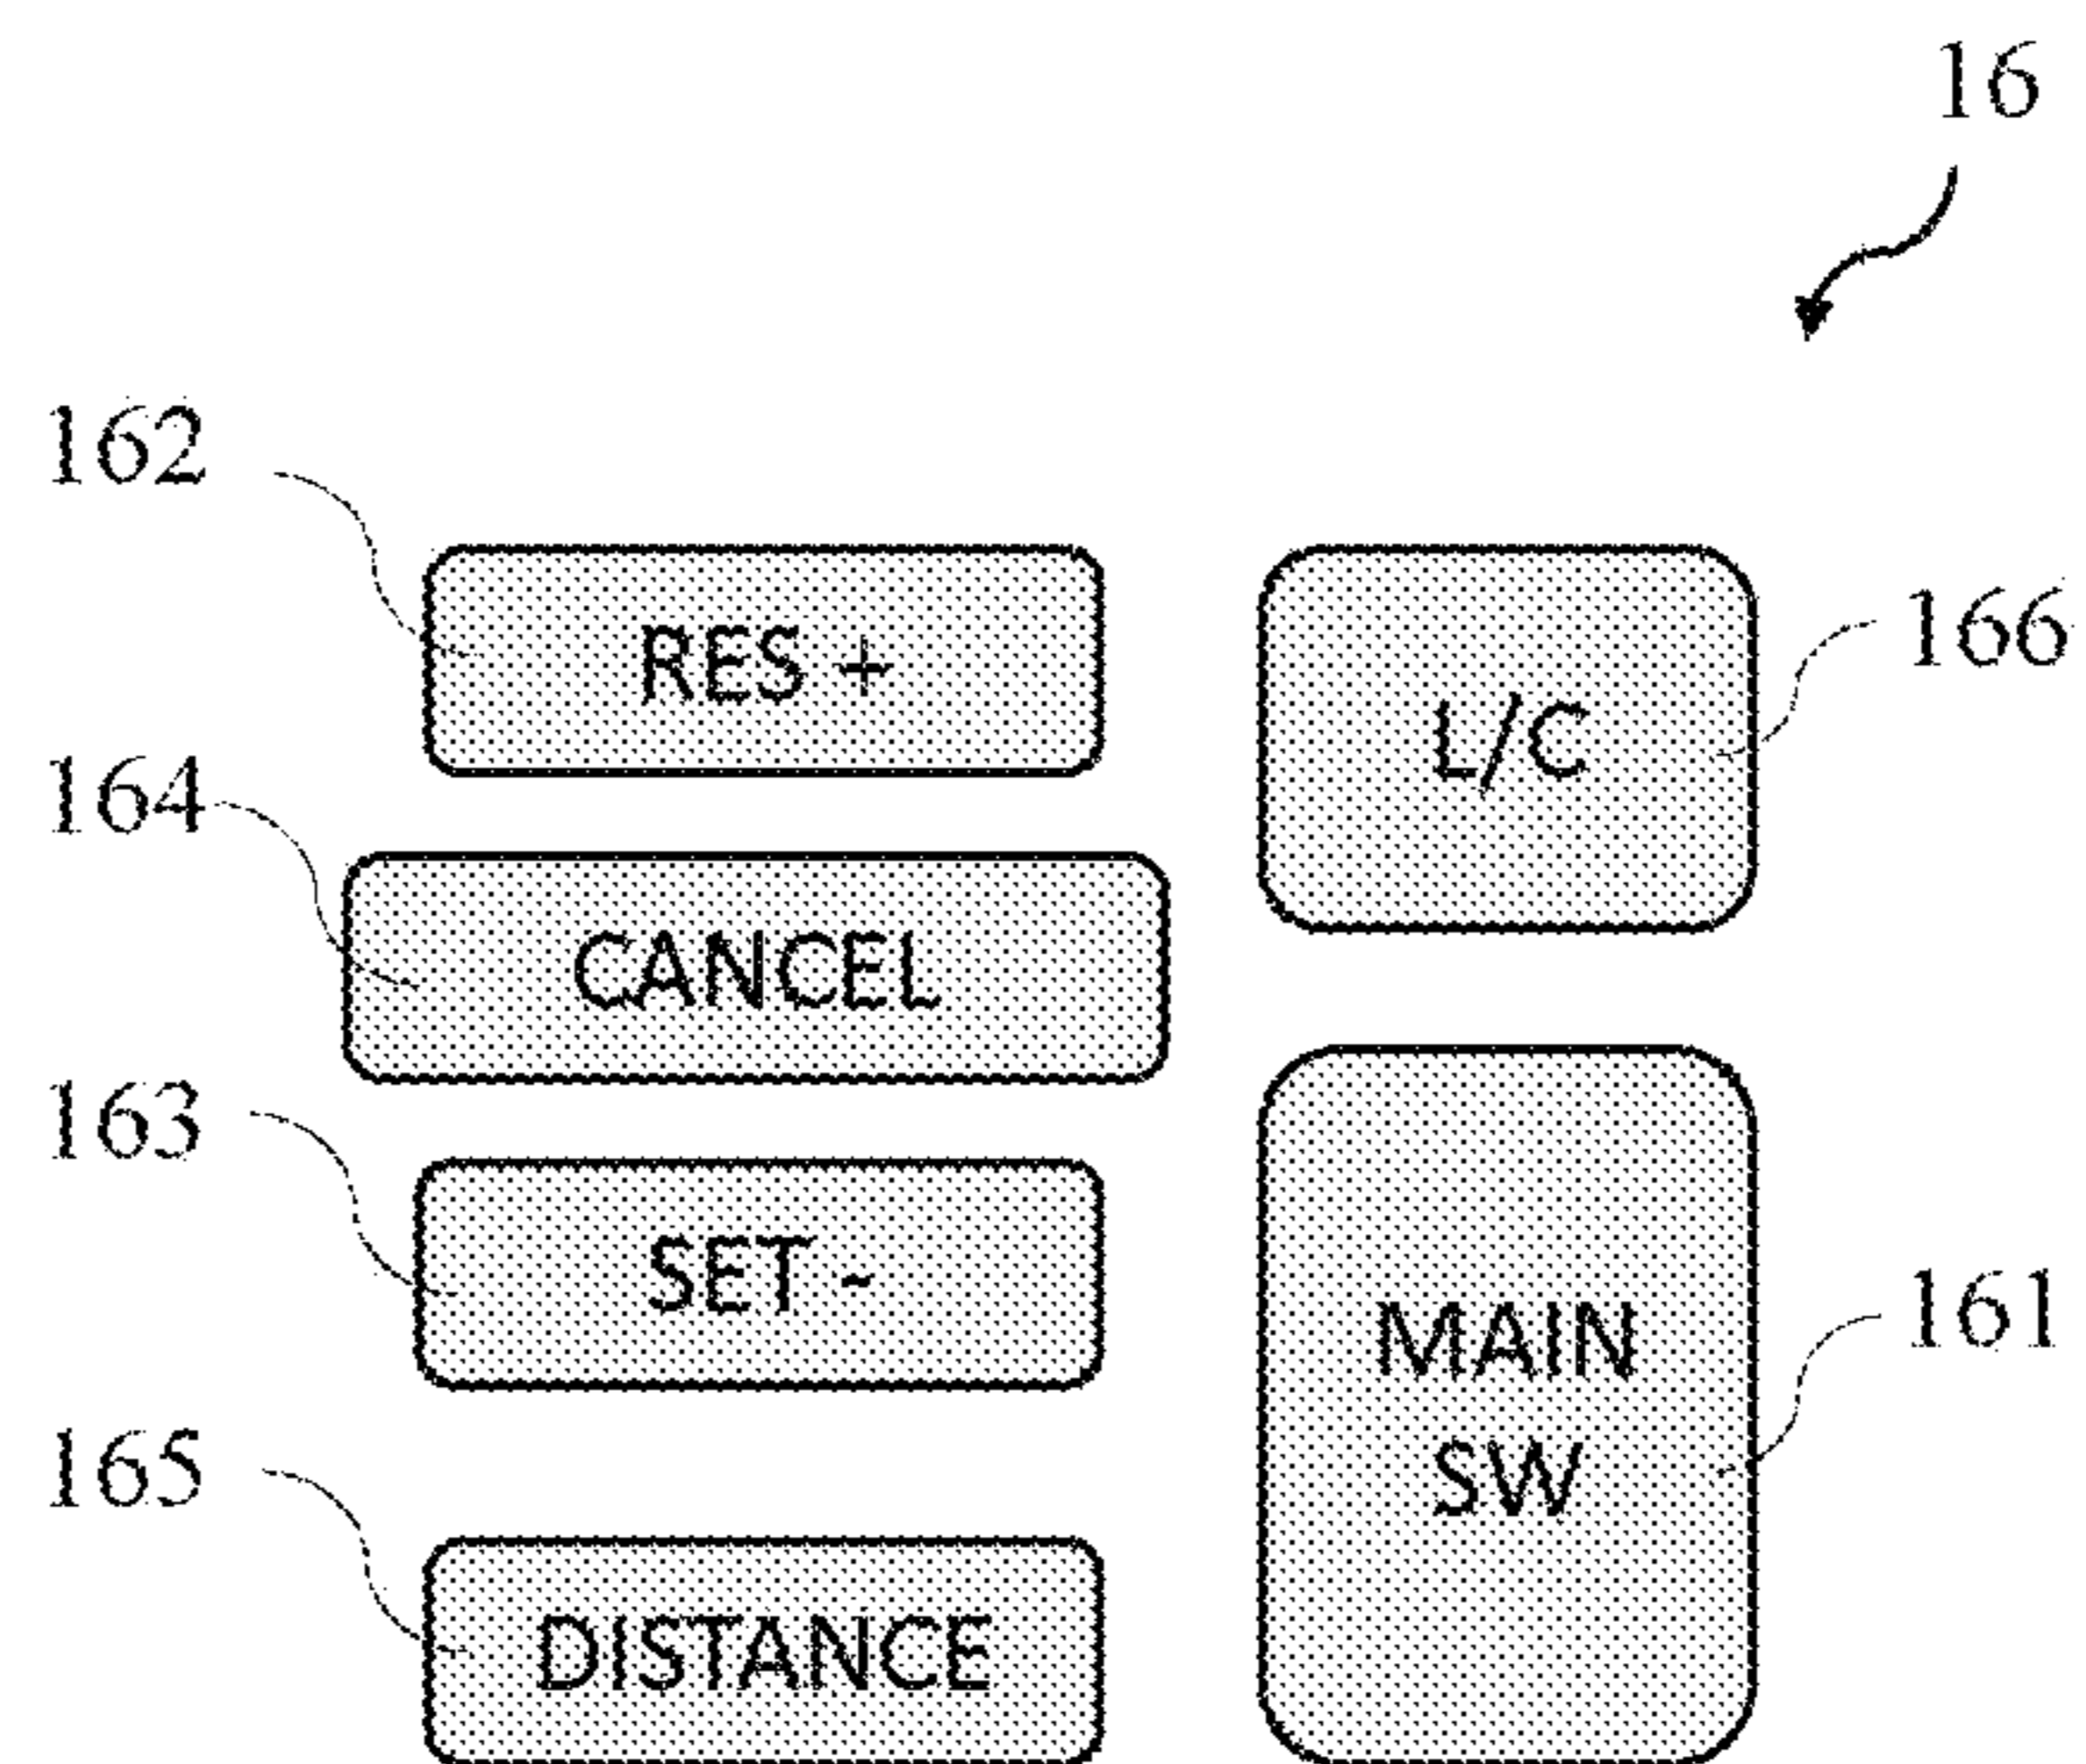 16
162
RES +
L/C
166
164
CANCEL
163
SET -
MAIN
SW
161
165
DISTANCE